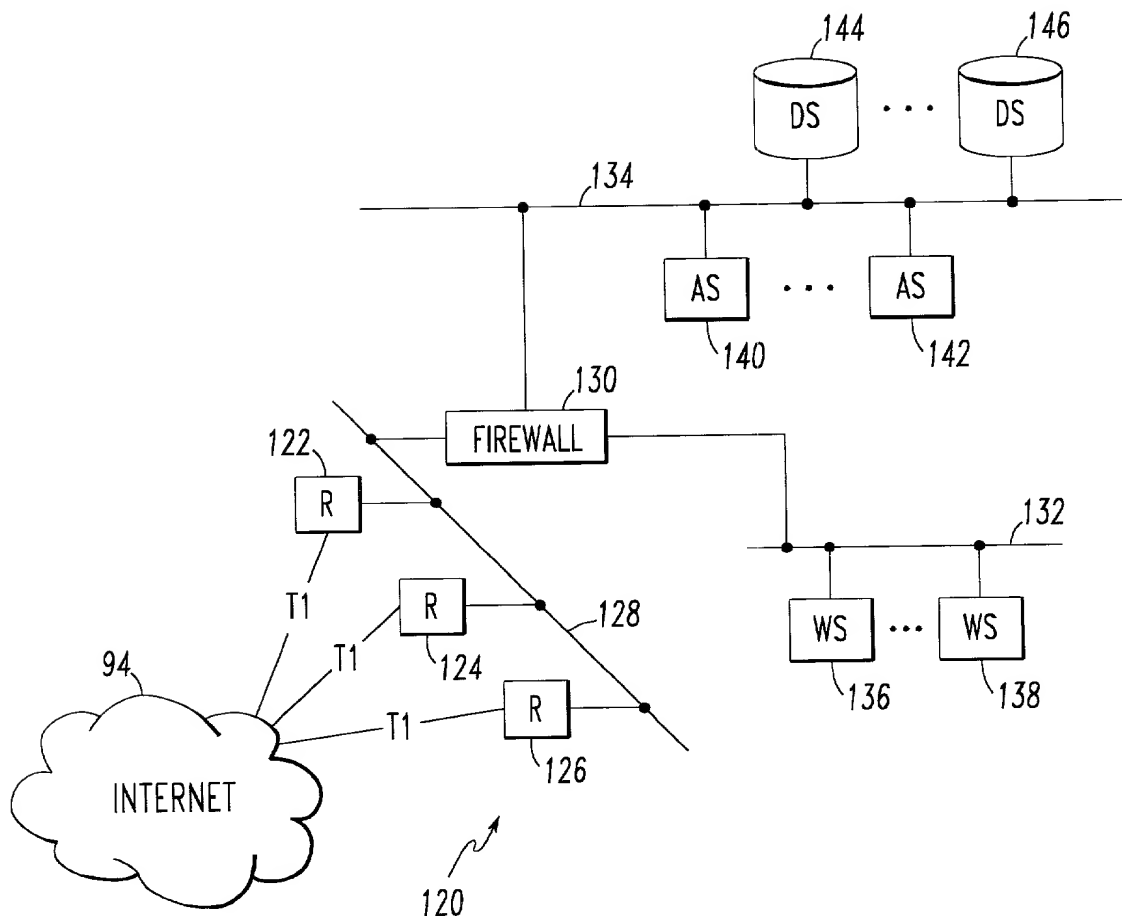 144
146
DS
• • •
DS
134
AS
• • •
AS
140
142
130
FIREWALL
122
R
132
T1
R
128
WS
•••
WS
124
94
T1
136
138
R
T1
126
INTERNET
120